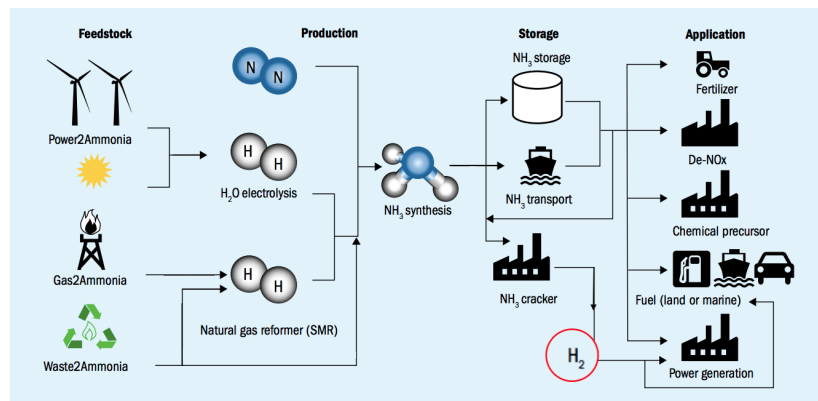 Feedstock
Production
Storage
Application
Power2Ammonia
Gas2Ammonia
Waste2Ammonia
N N
H H
H₂O electrolysis
H H
Natural gas reformer (SMR)
NH₃ synthesis
NH₃ storage
NH₃ transport
NH₃ cracker
H₂
Fertilizer
De-NOx
Chemical precursor
Fuel (land or marine)
Power generation